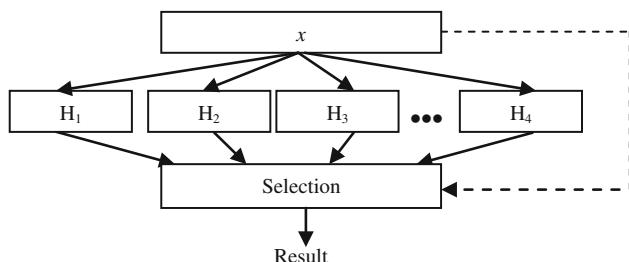 x
H₁ H₂ H₃ ••• H₄
Selection
Result